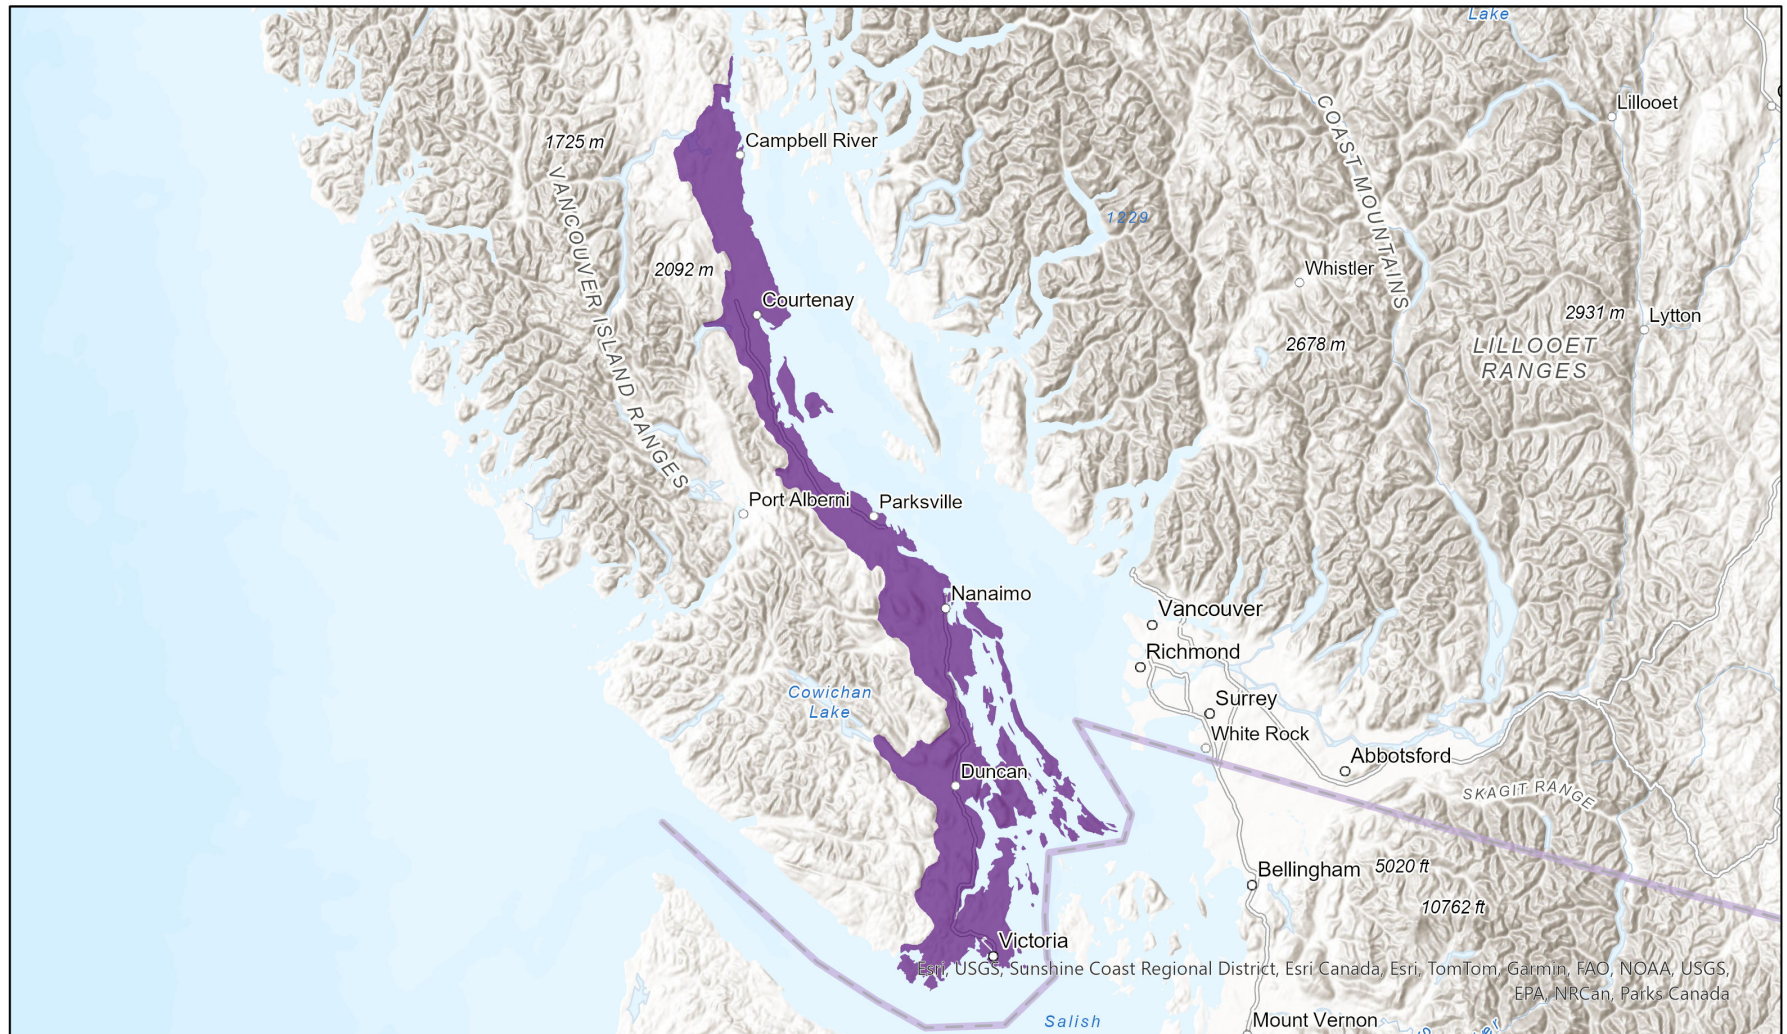 Lake
Lillooet
COAST MOUNTAINS
1725 m
Campbell River
VANCOUVER ISLAND RANGES
1229
2092 m
Whistler
Courtenay
2931 m
Lytton
2678 m
LILLOOET
RANGES
Port Alberni
Parksville
Nanaimo
Vancouver
Richmond
Cowichan
Lake
Surrey
White Rock
Abbotsford
Duncan
SKAGIT RANGE
Bellingham
5020 ft
10762 ft
Victoria
Esri, USGS, Sunshine Coast Regional District, Esri Canada, Esri, TomTom, Garmin, FAO, NOAA, USGS,
EPA, NRCan, Parks Canada
Salish
Mount Vernon